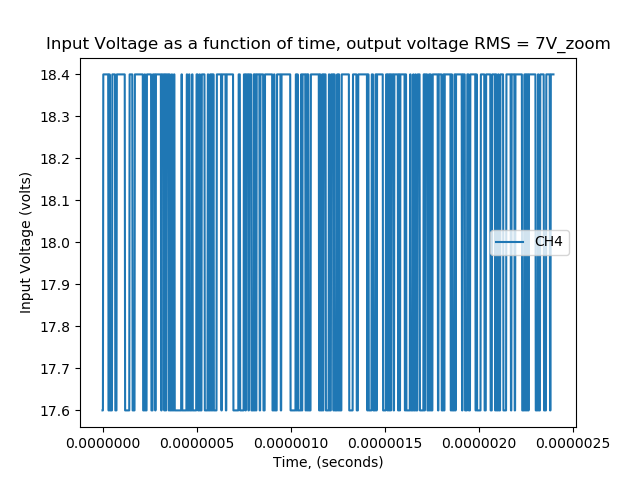 Input Voltage as a function of time, output voltage RMS = 7V_zoom
18.4
18.3
18.2
18.1
18.0
17.9
17.8
17.7
17.6
Input Voltage (volts)
CH4
0.0000000 0.0000005 0.0000010 0.0000015 0.0000020 0.0000025
Time, (seconds)